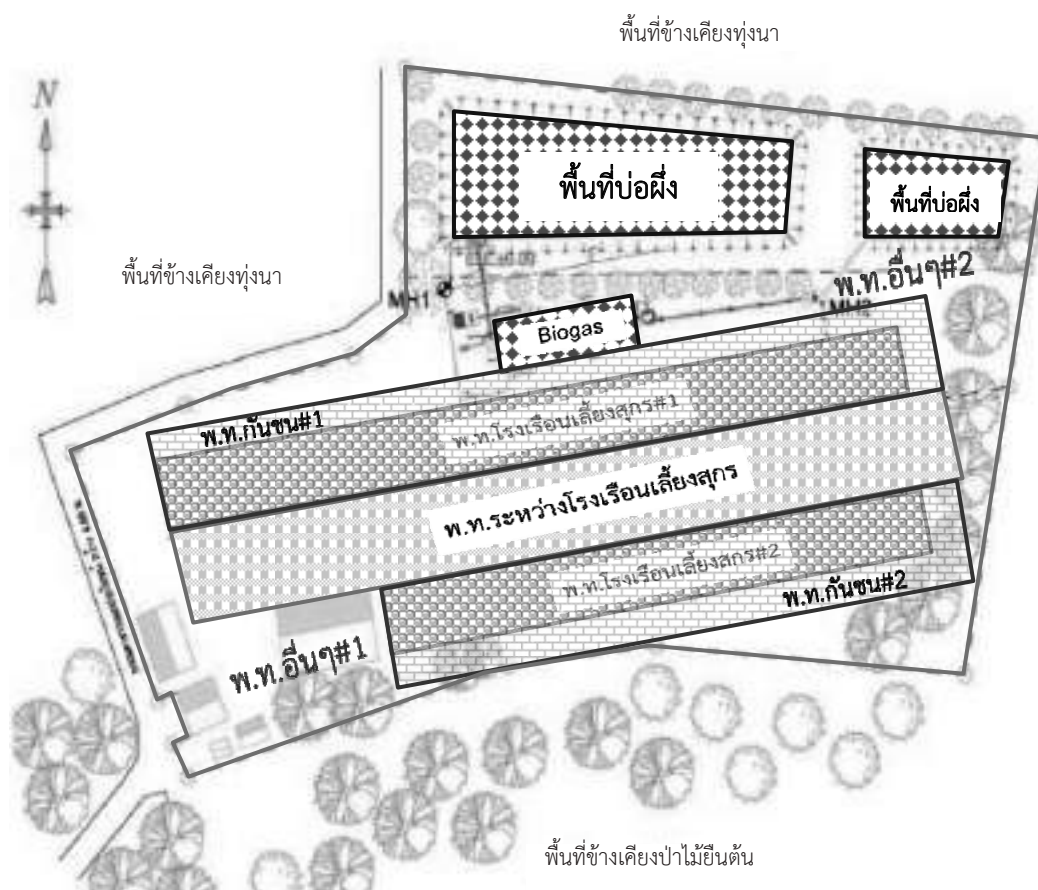 พื้นที่ข้างเคียงทุ่งนา
N
พื้นที่บ่อผึ่ง
พื้นที่บ่อผึ่ง
พื้นที่ข้างเคียงทุ่งนา
พ.ท.อื่นๆ#2
MH1
MH2
Biogas
พ.ท.กันชน#1
พ.ท.โรงเรือนเลี้ยงสุกร#1
พ.ท.ระหว่างโรงเรือนเลี้ยงสุกร
พ.ท.โรงเรือนเลี้ยงสุกร#2
พ.ท.กันชน#2
พ.ท.อื่นๆ#1
พื้นที่ข้างเคียงป่าไม้ยืนต้น